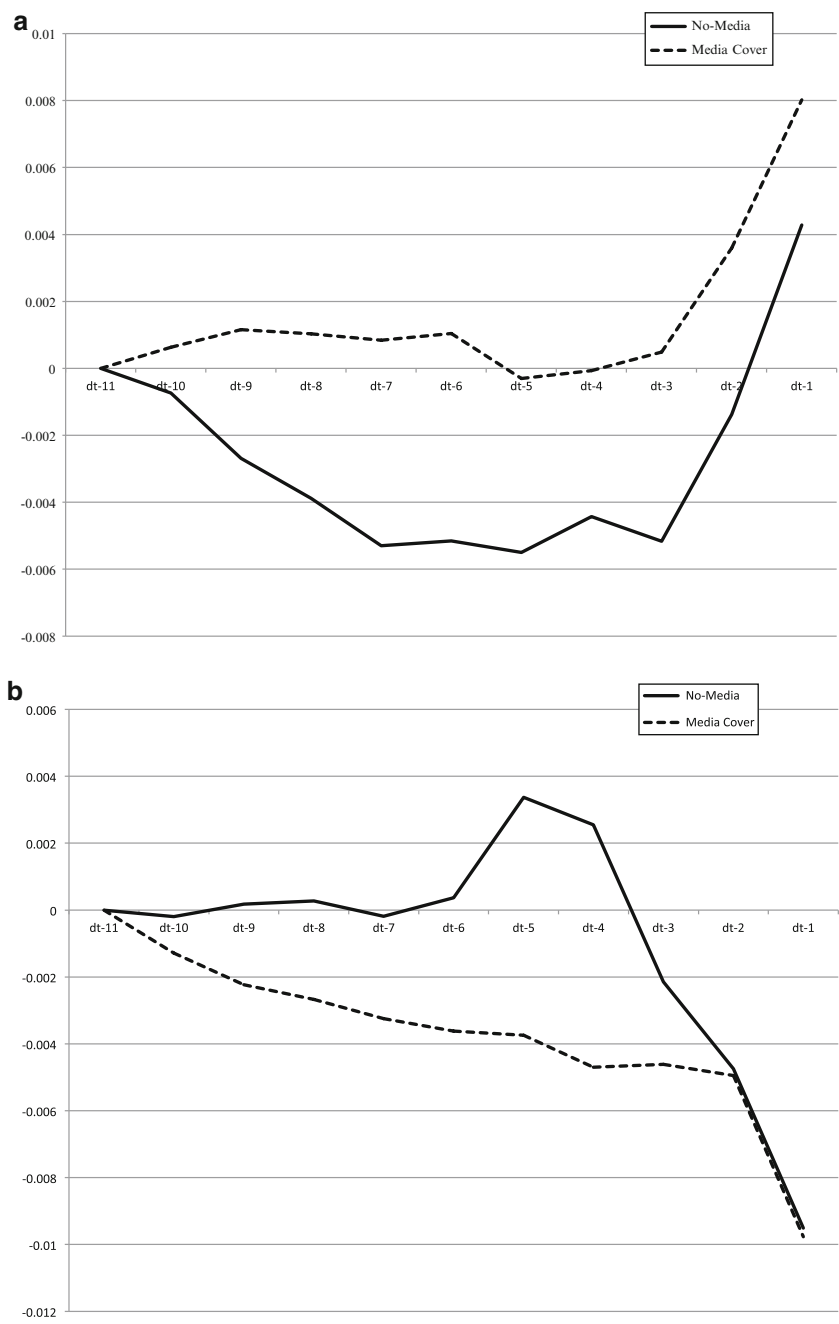 a
No-Media
Media Cover
0.01
0.008
0.006
0.004
0.002
0
dt-11 dt-10 dt-9 dt-8 dt-7 dt-6 dt-5 dt-4 dt-3 dt-2 dt-1
-0.002
-0.004
-0.006
-0.008
b
No-Media
Media Cover
0.006
0.004
0.002
0
dt-11 dt-10 dt-9 dt-8 dt-7 dt-6 dt-5 dt-4 dt-3 dt-2 dt-1
-0.002
-0.004
-0.006
-0.008
-0.01
-0.012